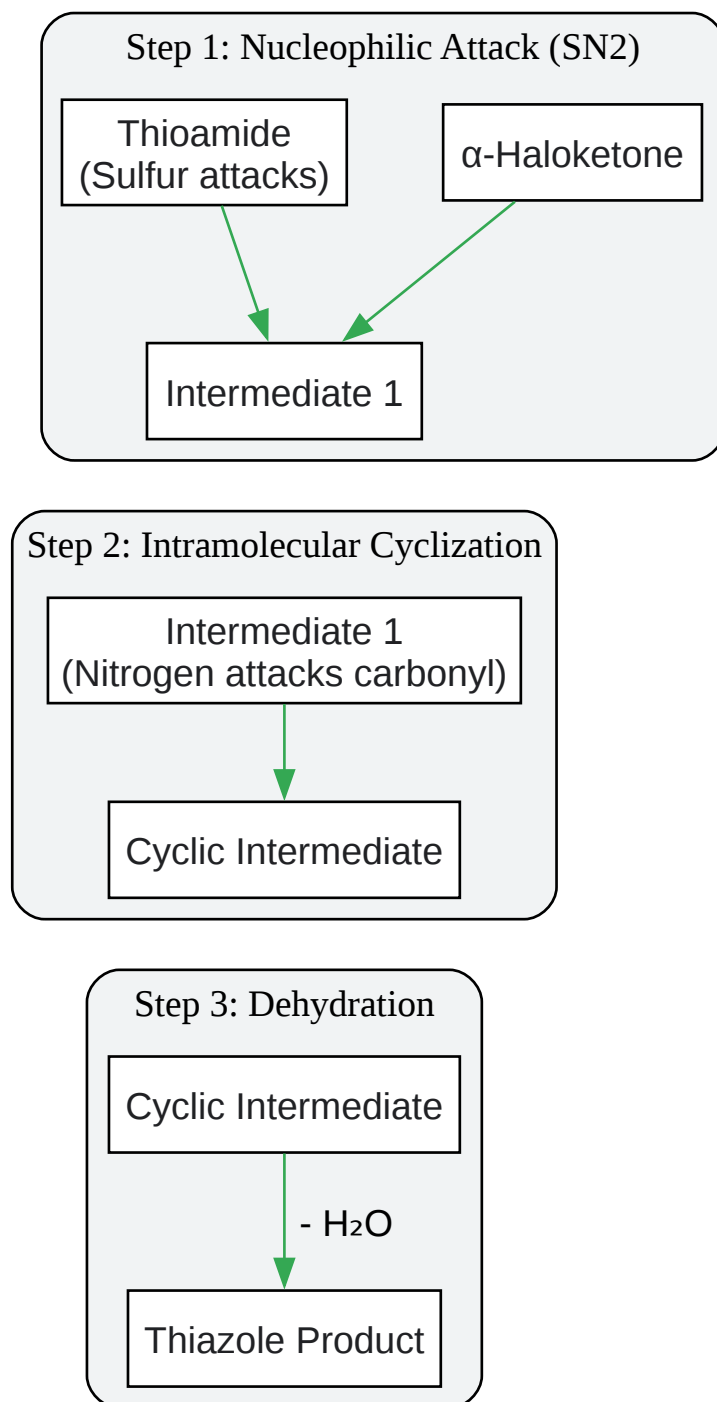 Step 1: Nucleophilic Attack (SN2)
Thioamide
(Sulfur attacks)
α-Haloketone
Intermediate 1
Step 2: Intramolecular Cyclization
Intermediate 1
(Nitrogen attacks carbonyl)
Cyclic Intermediate
Step 3: Dehydration
Cyclic Intermediate
- H₂O
Thiazole Product